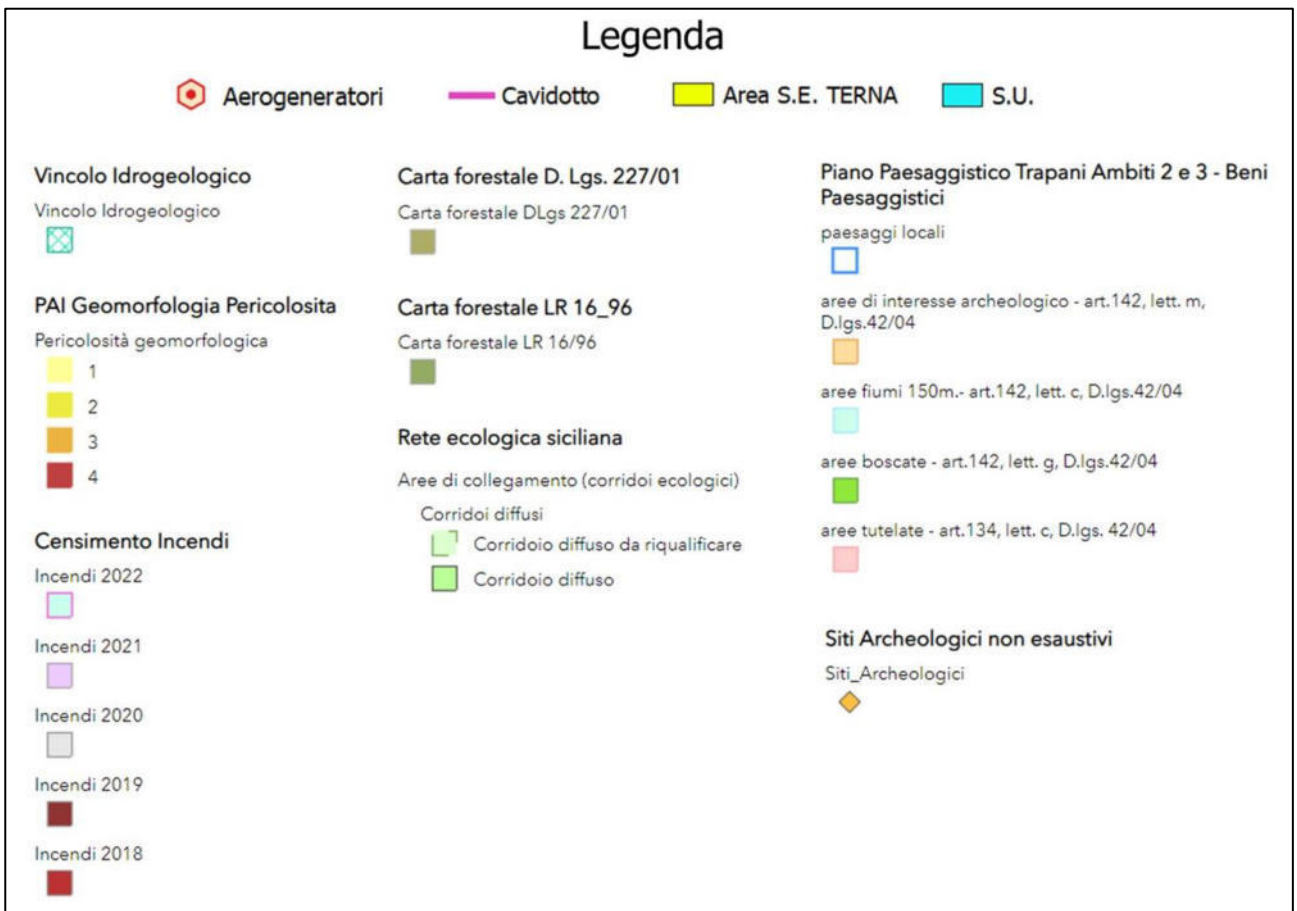 Legenda
Aerogeneratori
Cavidotto
Area S.E. TERNA
S.U.
Vincolo Idrogeologico
Vincolo Idrogeologico
PAI Geomorfologia Pericolosita
Pericolosità geomorfologica
1
2
3
4
Censimento Incendi
Incendi 2022
Incendi 2021
Incendi 2020
Incendi 2019
Incendi 2018
Carta forestale D. Lgs. 227/01
Carta forestale DLgs 227/01
Carta forestale LR 16_96
Carta forestale LR 16/96
Rete ecologica siciliana
Aree di collegamento (corridoi ecologici)
Corridoi diffusi
Corridoio diffuso da riqualificare
Corridoio diffuso
Piano Paesaggistico Trapani Ambiti 2 e 3 - Beni
Paesaggistici
paesaggi locali
aree di interesse archeologico - art.142, lett. m,
D.lgs.42/04
aree fiumi 150m.- art.142, lett. c, D.lgs.42/04
aree boscate - art.142, lett. g, D.lgs.42/04
aree tutelate - art.134, lett. c, D.lgs. 42/04
Siti Archeologici non esaustivi
Siti_Archeologici